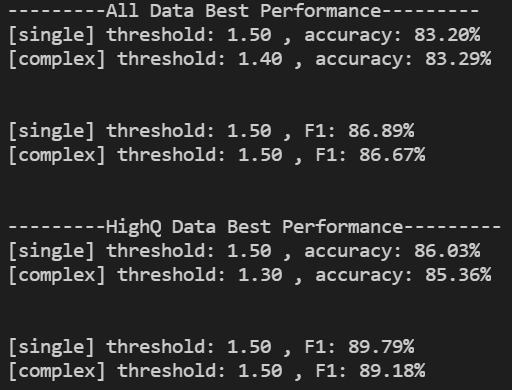 ---------All Data Best Performance---------
[single] threshold: 1.50 , accuracy: 83.20%
[complex] threshold: 1.40 , accuracy: 83.29%
[single] threshold: 1.50 , F1: 86.89%
[complex] threshold: 1.50 , F1: 86.67%
---------HighQ Data Best Performance---------
[single] threshold: 1.50 , accuracy: 86.03%
[complex] threshold: 1.30 , accuracy: 85.36%
[single] threshold: 1.50 , F1: 89.79%
[complex] threshold: 1.50 , F1: 89.18%